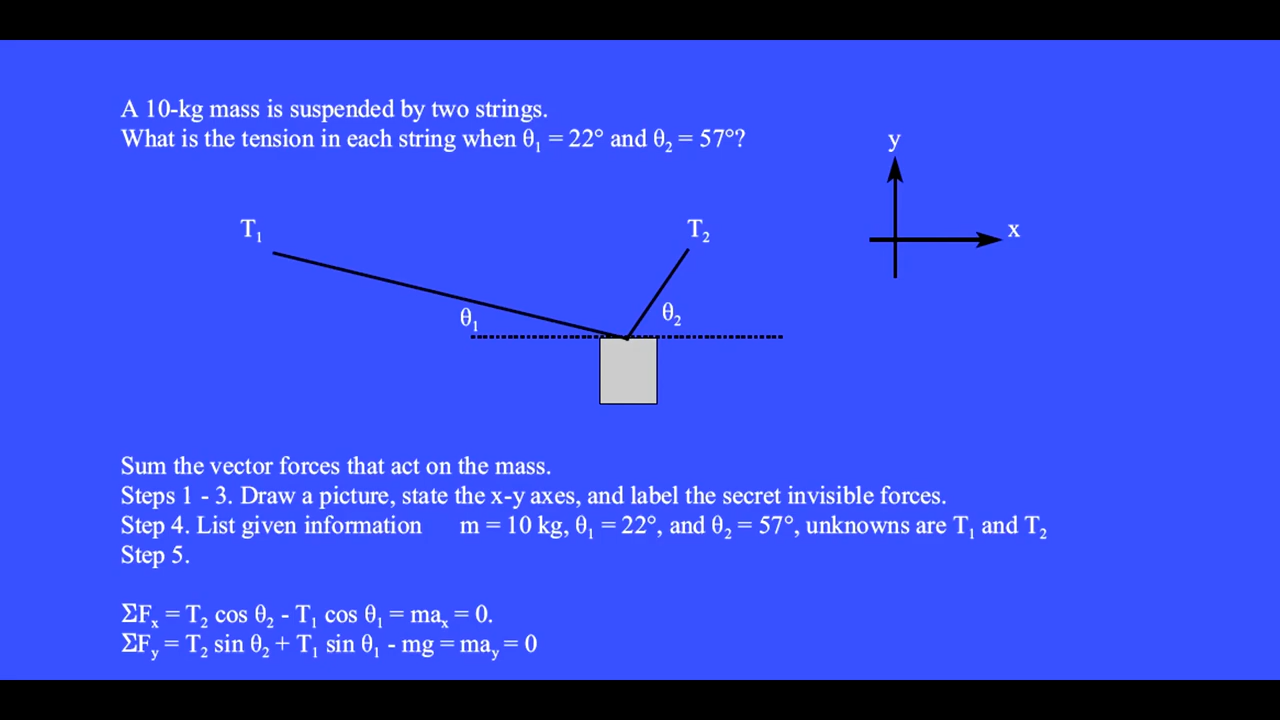 A 10-kg mass is suspended by two strings.
What is the tension in each string when θ₁ = 22° and θ₂ = 57°?
y
x
T₁
T₂
θ₁
θ₂
Sum the vector forces that act on the mass.
Steps 1 - 3. Draw a picture, state the x-y axes, and label the secret invisible forces.
Step 4. List given information m = 10 kg, θ₁ = 22°, and θ₂ = 57°, unknowns are T₁ and T₂
Step 5.
ΣFₓ = T₂ cos θ₂ - T₁ cos θ₁ = maₓ = 0.
ΣF_y = T₂ sin θ₂ + T₁ sin θ₁ - mg = ma_y = 0